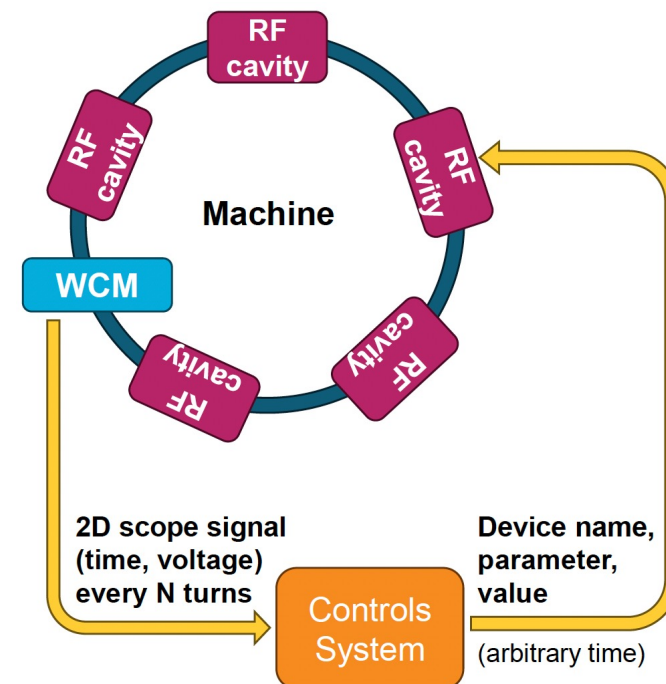 RF
cavity
RF
cavity
RF
cavity
Machine
WCM
RF
cavity
RF
cavity
2D scope signal
(time, voltage)
every N turns
Device name,
parameter,
value
Controls
System
(arbitrary time)